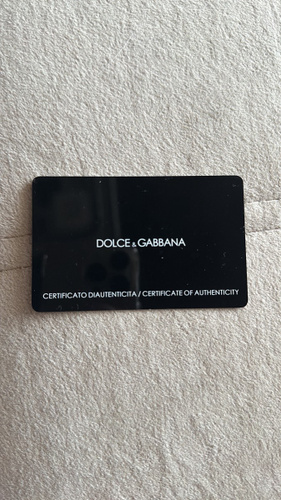 DOLCE & GABBANA
CERTIFICATO DIAUTENTICITA / CERTIFICATE OF AUTHENTICITY